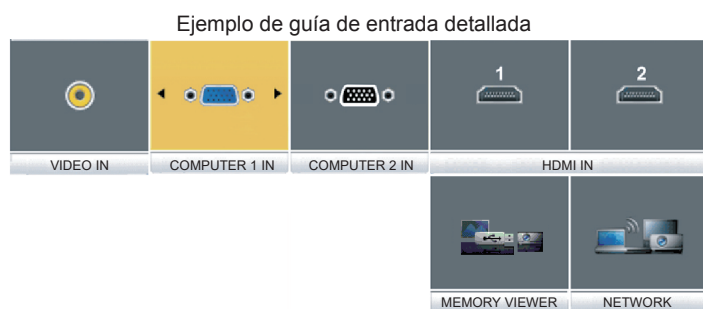 Ejemplo de guía de entrada detallada
1 2
VIDEO IN COMPUTER 1 IN COMPUTER 2 IN HDMI IN
MEMORY VIEWER NETWORK